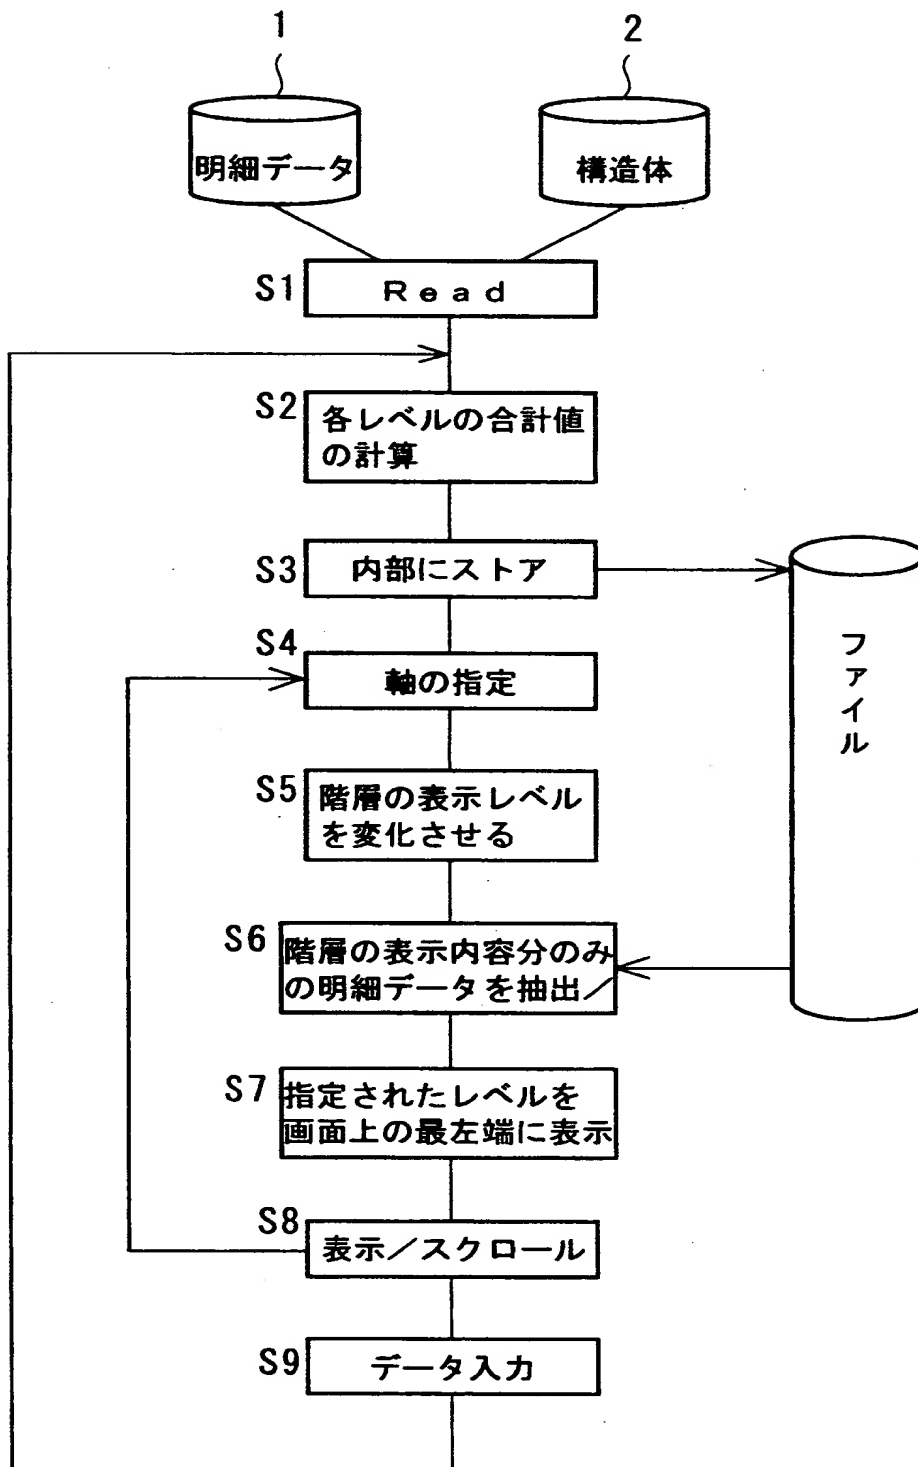 1
2
明細データ
構造体
S1
Read
S2
各レベルの合計値
の計算
S3
内部にストア
S4
軸の指定
ファイル
S5
階層の表示レベル
を変化させる
S6
階層の表示内容分のみ
の明細データを抽出
S7
指定されたレベルを
画面上の最左端に表示
S8
表示／スクロール
S9
データ入力